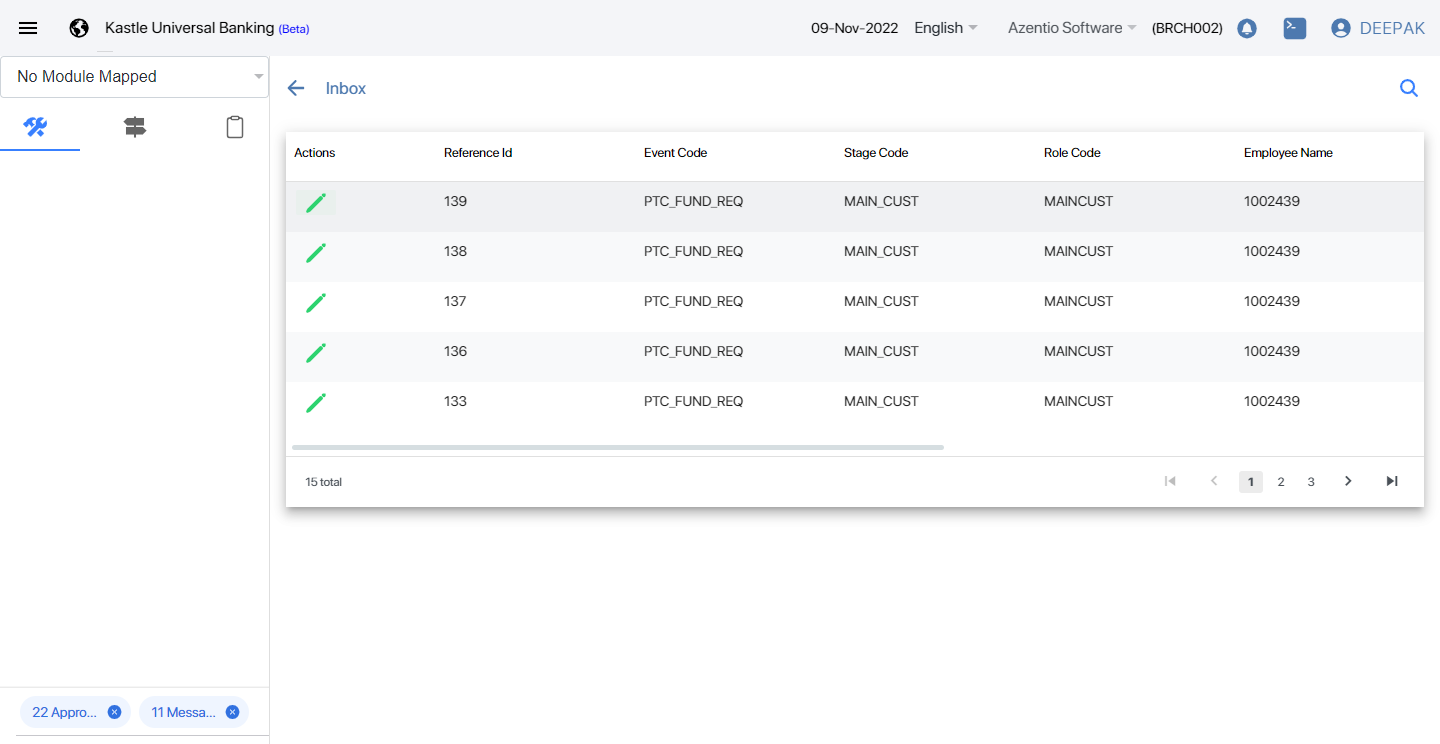 Kastle Universal Banking (Beta) 09-Nov-2022 English Azentio Software (BRCH002) DEEPAK
No Module Mapped
Inbox
Actions Reference Id Event Code Stage Code Role Code Employee Name
139 PTC_FUND_REQ MAIN_CUST MAINCUST 1002439
138 PTC_FUND_REQ MAIN_CUST MAINCUST 1002439
137 PTC_FUND_REQ MAIN_CUST MAINCUST 1002439
136 PTC_FUND_REQ MAIN_CUST MAINCUST 1002439
133 PTC_FUND_REQ MAIN_CUST MAINCUST 1002439
15 total 1 2 3
22 Appro... 11 Messa...